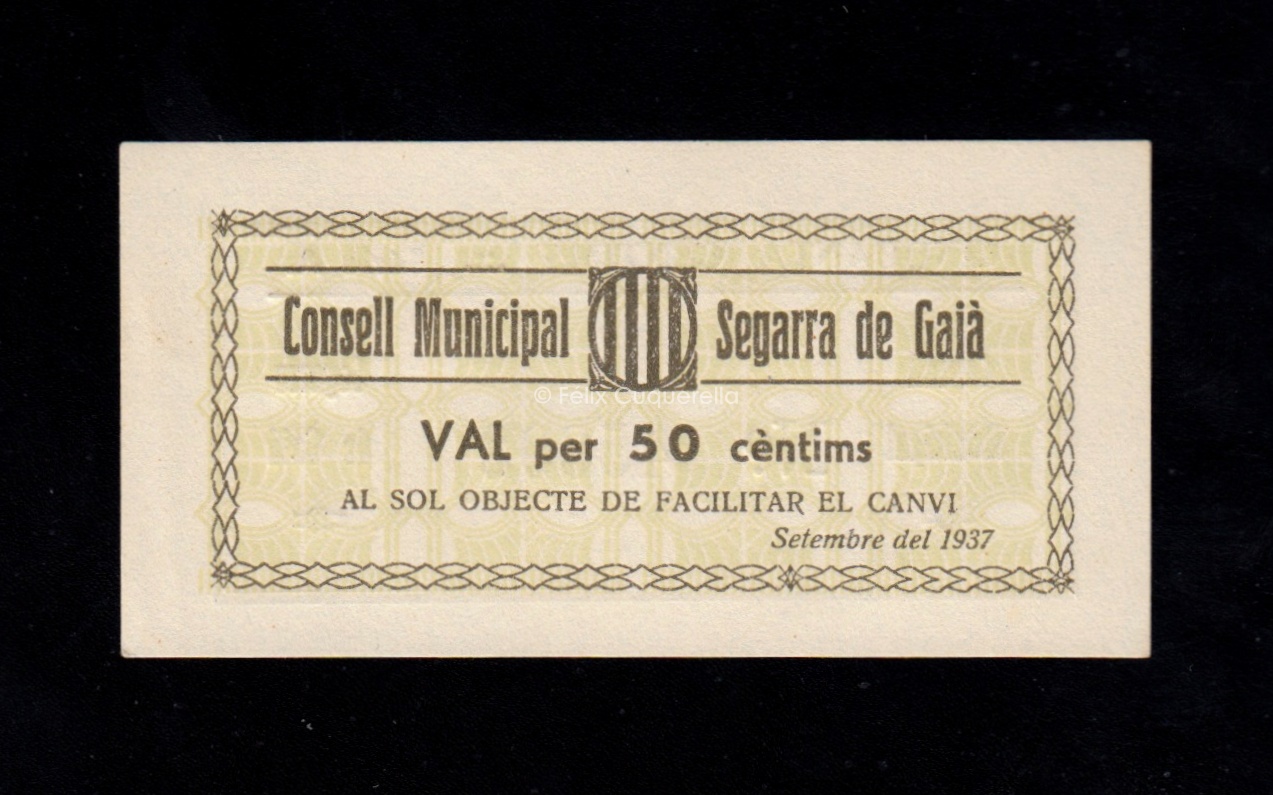 Consell Municipal Segarra de Gaià
© Felix Cuquerella
VAL per 50 cèntims
AL SOL OBJECTE DE FACILITAR EL CANVI
Setembre del 1937